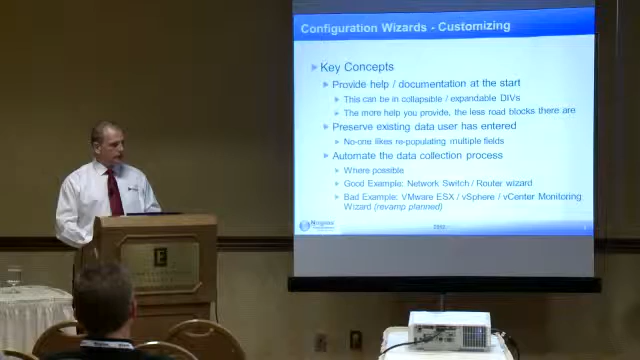 Configuration Wizards - Customizing
Key Concepts
Provide help / documentation at the start
This can be in collapsible / expandable DIVs
The more help you provide, the less road blocks there are
Preserve existing data user has entered
No-one likes re-populating multiple fields
Automate the data collection process
Where possible
Good Example: Network Switch / Router wizard
Bad Example: VMware ESX / vSphere / vCenter Monitoring
Wizard (revamp planned)
Nagios
2012
E